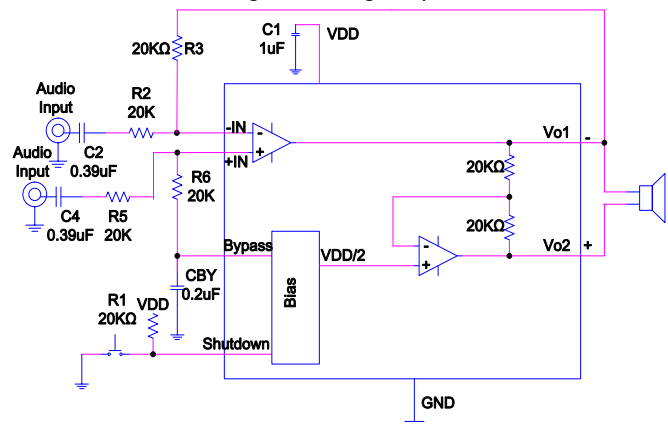 C1
1uF
VDD
20KΩ
R3
Audio
Input
R2
20K
-IN
-
+IN
+
C2
0.39uF
Audio
Input
C4
0.39uF
R5
20K
R6
20K
Vo1
-
20KΩ
20KΩ
Vo2
+
-
+
Bypass
VDD/2
Bias
CBY
0.2uF
R1
20KΩ
VDD
Shutdown
GND